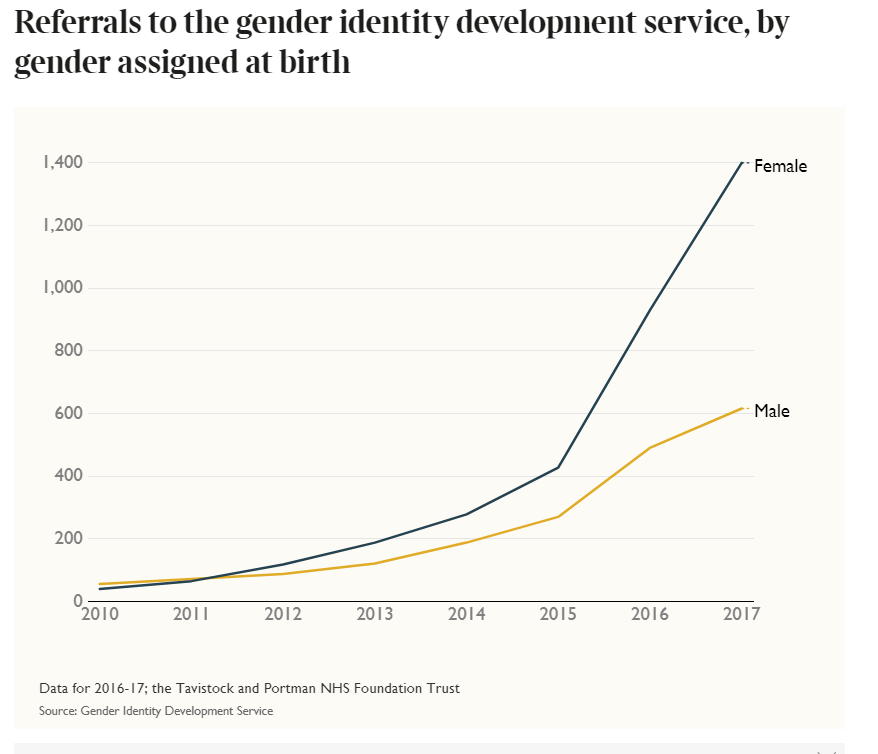 Referrals to the gender identity development service, by
gender assigned at birth
1,400
Female
1,200
1,000
800
600
Male
400
200
0
2010 2011 2012 2013 2014 2015 2016 2017
Data for 2016-17; the Tavistock and Portman NHS Foundation Trust
Source: Gender Identity Development Service